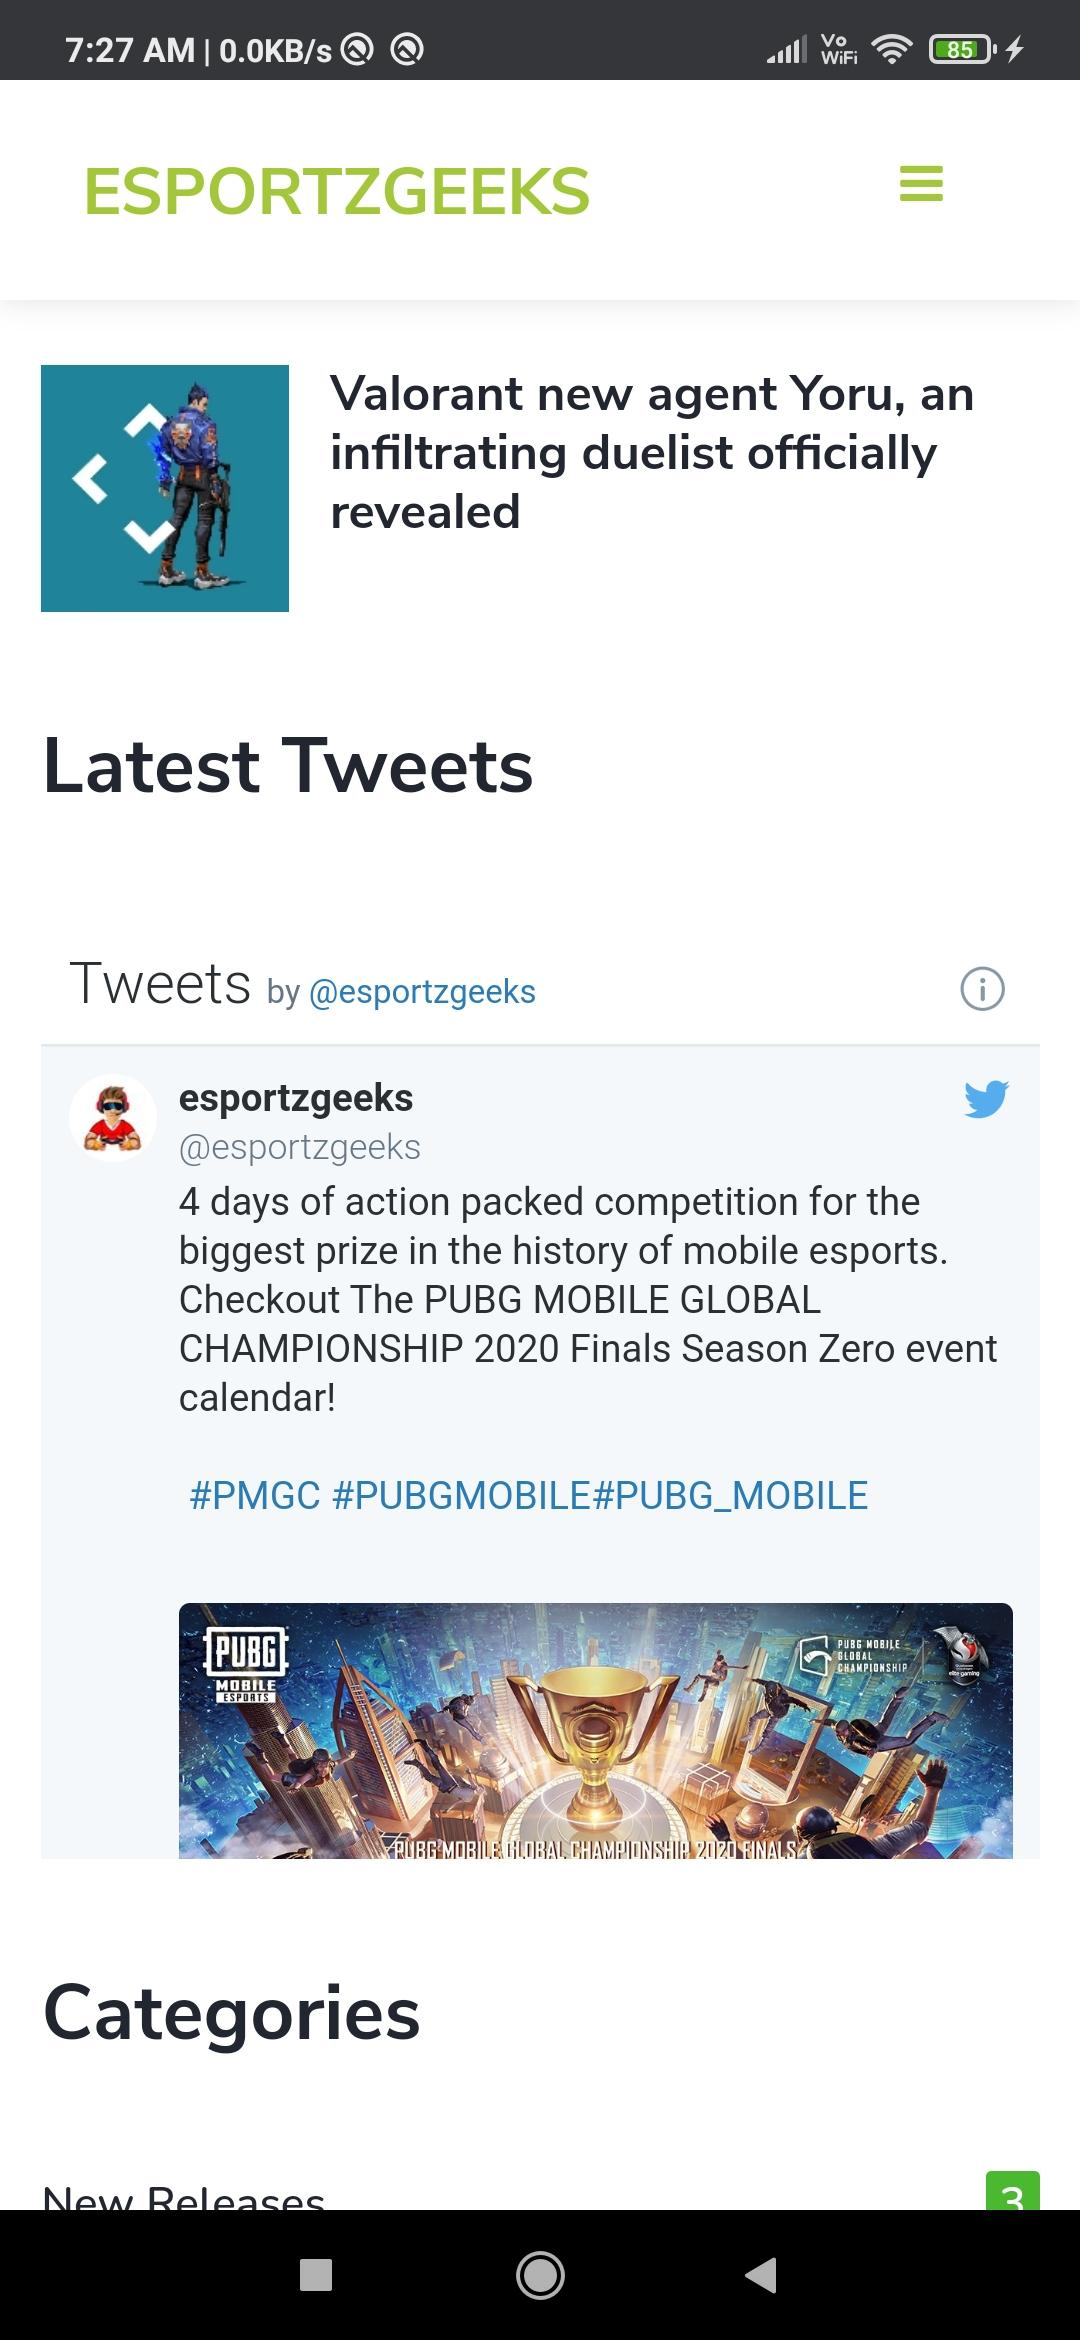 7:27 AM | 0.0KB/s
Vo
WiFi
85
ESPORTZGEEKS
Valorant new agent Yoru, an
infiltrating duelist officially
revealed
Latest Tweets
Tweets by @esportzgeeks
esportzgeeks
@esportzgeeks
4 days of action packed competition for the
biggest prize in the history of mobile esports.
Checkout The PUBG MOBILE GLOBAL
CHAMPIONSHIP 2020 Finals Season Zero event
calendar!
#PMGC #PUBGMOBILE#PUBG_MOBILE
PUBG
MOBILE
ESPORTS
PUBG MOBILE
GLOBAL
CHAMPIONSHIP
PUBG MOBILE GLOBAL CHAMPIONSHIP 2020 FINALS
Categories
New Releases
3